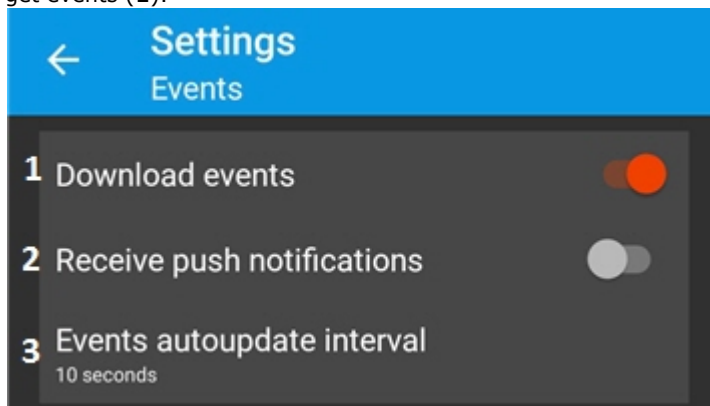 get events (1).
Settings
Events
1 Download events
2 Receive push notifications
3 Events autoupdate interval
10 seconds